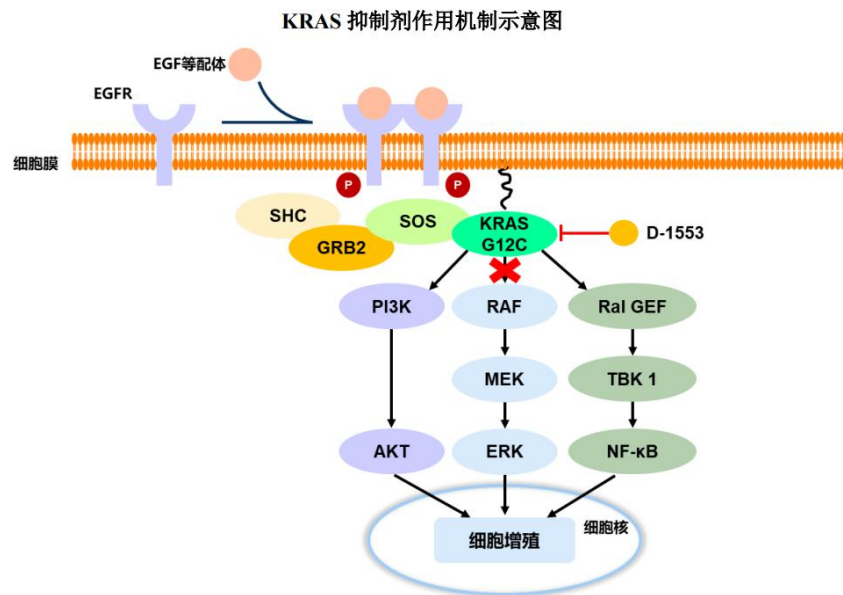 KRAS 抑制剂作用机制示意图
EGF等配体
EGFR
细胞膜
P
P
SHC
GRB2
SOS
KRAS
G12C
D-1553
PI3K
RAF
Ral GEF
MEK
TBK 1
AKT
ERK
NF-κB
细胞增殖
细胞核